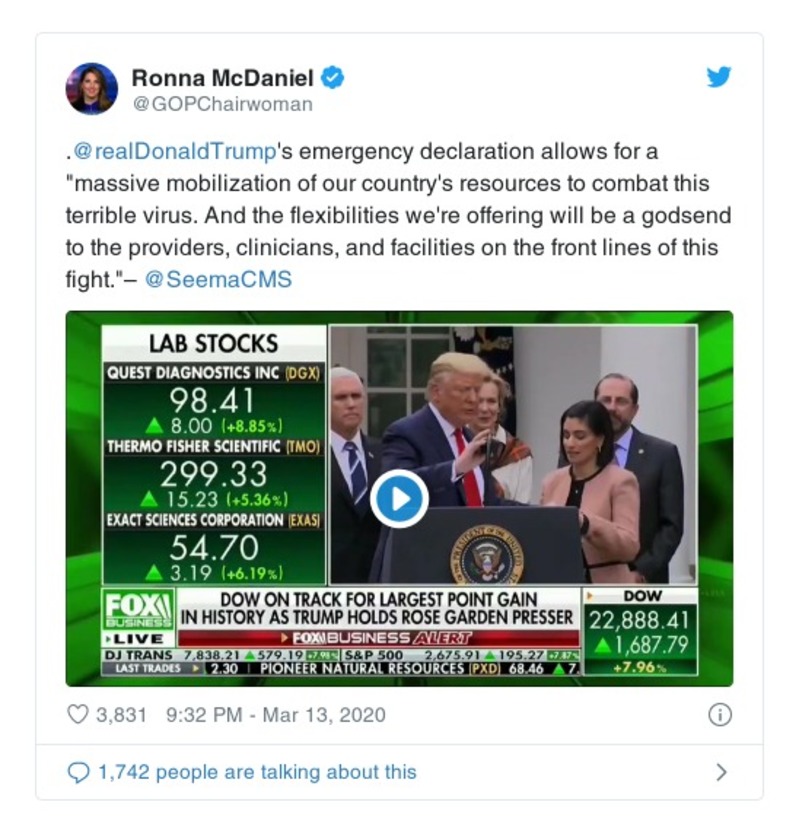 Ronna McDaniel
@GOPChairwoman
.@realDonaldTrump's emergency declaration allows for a
"massive mobilization of our country's resources to combat this
terrible virus. And the flexibilities we're offering will be a godsend
to the providers, clinicians, and facilities on the front lines of this
fight."– @SeemaCMS
LAB STOCKS
QUEST DIAGNOSTICS INC (DGX)
98.41
8.00 (+8.85%)
THERMO FISHER SCIENTIFIC (TMO)
299.33
15.23 (+5.36%)
EXACT SCIENCES CORPORATION (EXAS)
54.70
3.19 (+6.19%)
FOX
BUSINESS
LIVE
DOW ON TRACK FOR LARGEST POINT GAIN
IN HISTORY AS TRUMP HOLDS ROSE GARDEN PRESSER
FOX BUSINESS ALERT
DOW
22,888.41
1,687.79
+7.96%
DJ TRANS 7,838.21 579.19 +7.98% S&P 500 2,675.91 195.27 +7.87%
LAST TRADES 2.30 PIONEER NATURAL RESOURCES (PXD) 68.46 7.
3,831 9:32 PM - Mar 13, 2020
1,742 people are talking about this